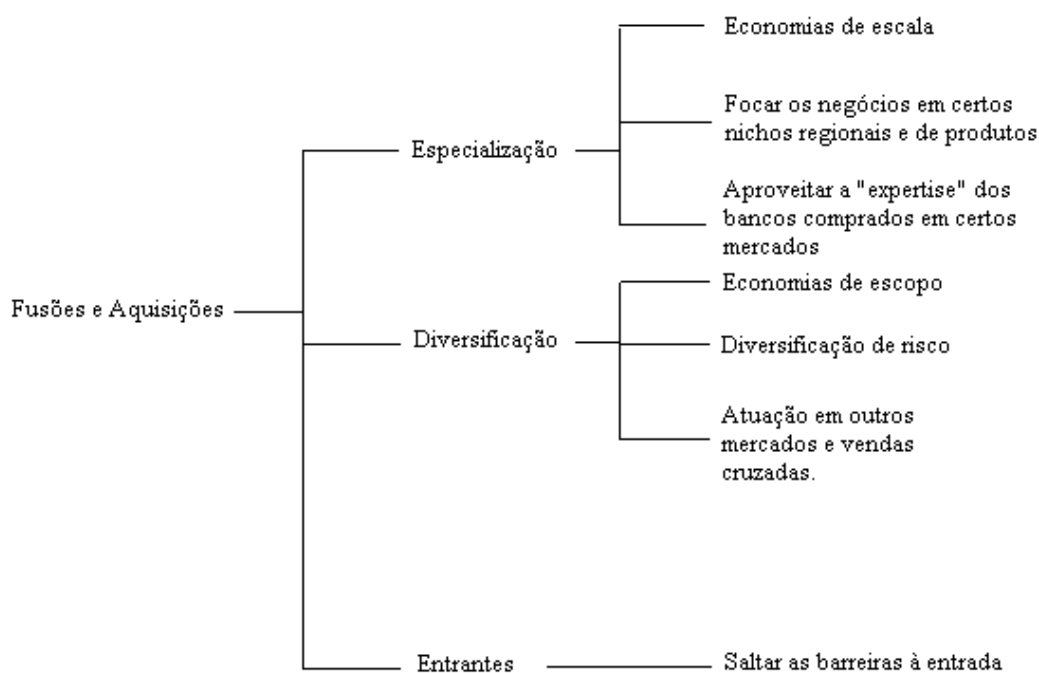 Economias de escala
Focar os negócios em certos
nichos regionais e de produtos
Especialização
Aproveitar a "expertise" dos
bancos comprados em certos
mercados
Economias de escopo
Fusões e Aquisições
Diversificação
Diversificação de risco
Atuação em outros
mercados e vendas
cruzadas.
Entrantes
Saltar as barreiras à entrada